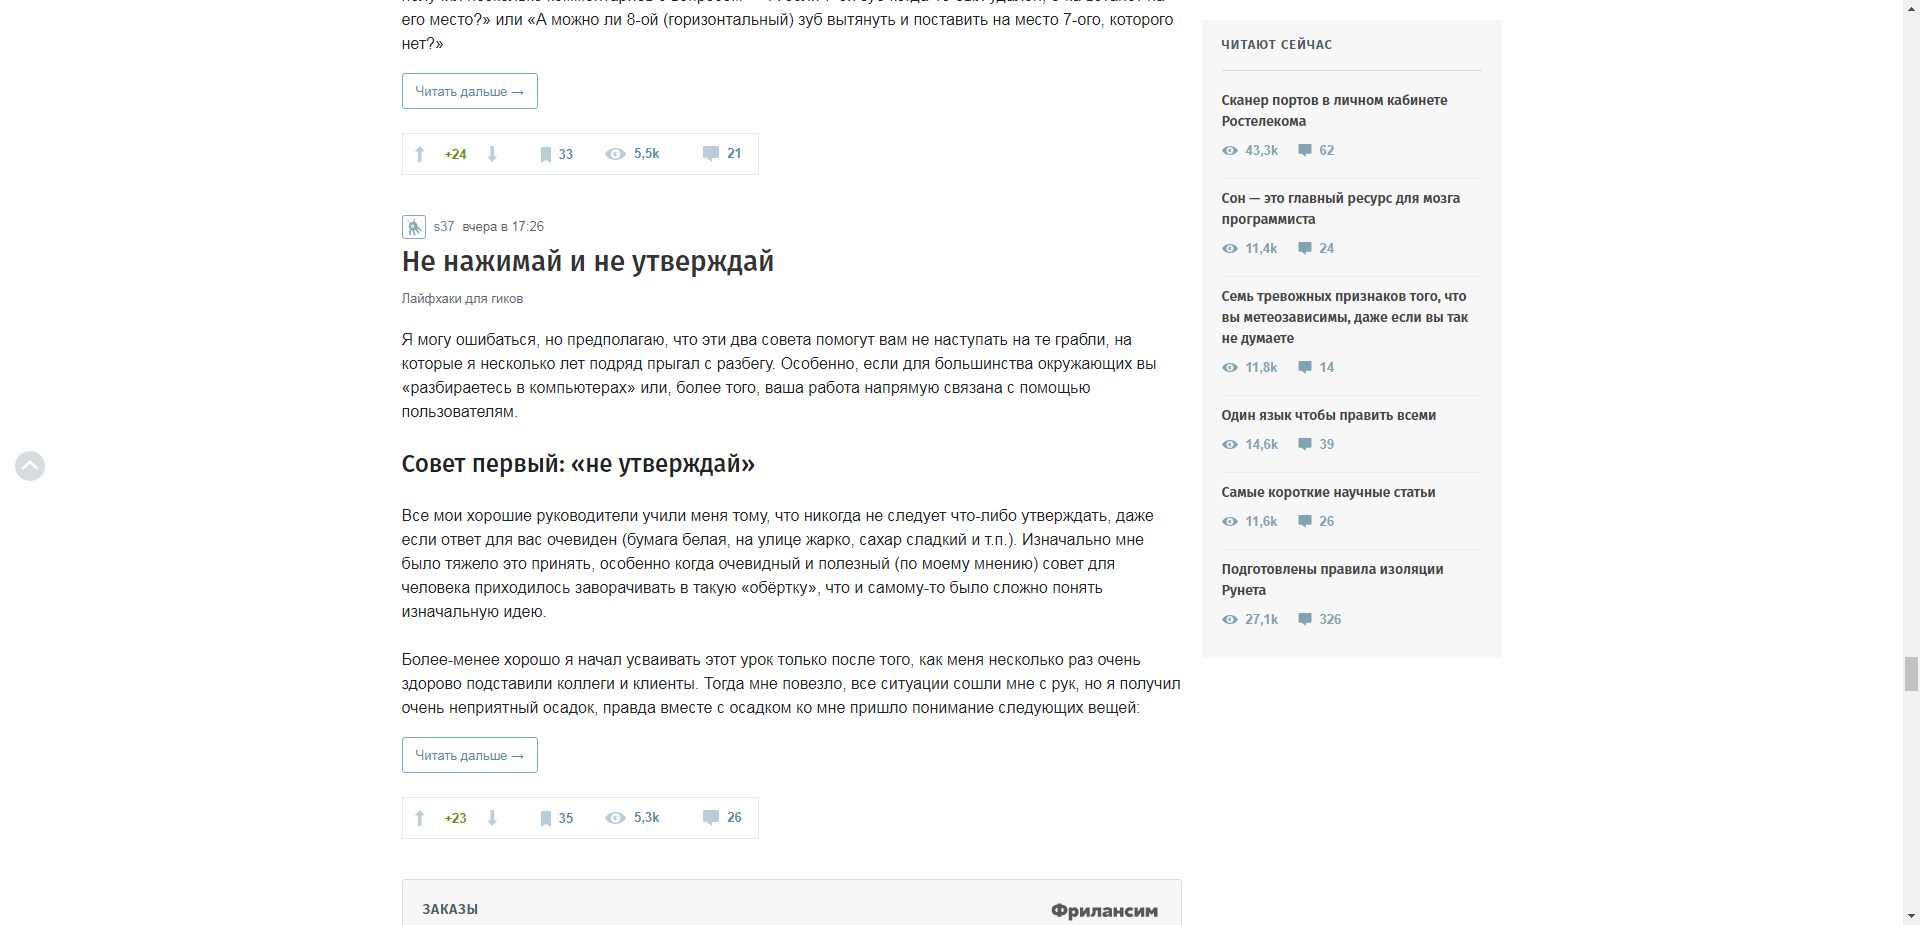 его место?» или «А можно ли 8-ой (горизонтальный) зуб вытянуть и поставить на место 7-ого, которого
нет?»
Читать дальше →
+24 33 5,5k 21
s37 вчера в 17:26
Не нажимай и не утверждай
Лайфхаки для гиков
Я могу ошибаться, но предполагаю, что эти два совета помогут вам не наступать на те грабли, на
которые я несколько лет подряд прыгал с разбегу. Особенно, если для большинства окружающих вы
«разбираетесь в компьютерах» или, более того, ваша работа напрямую связана с помощью
пользователям.
Совет первый: «не утверждай»
Все мои хорошие руководители учили меня тому, что никогда не следует что-либо утверждать, даже
если ответ для вас очевиден (бумага белая, на улице жарко, сахар сладкий и т.п.). Изначально мне
было тяжело это принять, особенно когда очевидный и полезный (по моему мнению) совет для
человека приходилось заворачивать в такую «обёртку», что и самому-то было сложно понять
изначальную идею.
Более-менее хорошо я начал усваивать этот урок только после того, как меня несколько раз очень
здорово подставили коллеги и клиенты. Тогда мне повезло, все ситуации сошли мне с рук, но я получил
очень неприятный осадок, правда вместе с осадком ко мне пришло понимание следующих вещей:
Читать дальше →
+23 35 5,3k 26
ЗАКАЗЫ
Фрилансим
ЧИТАЮТ СЕЙЧАС
Сканер портов в личном кабинете
Ростелекома
43,3k 62
Сон — это главный ресурс для мозга
программиста
11,4k 24
Семь тревожных признаков того, что
вы метеозависимы, даже если вы так
не думаете
11,8k 14
Один язык чтобы править всеми
14,6k 39
Самые короткие научные статьи
11,6k 26
Подготовлены правила изоляции
Рунета
27,1k 326